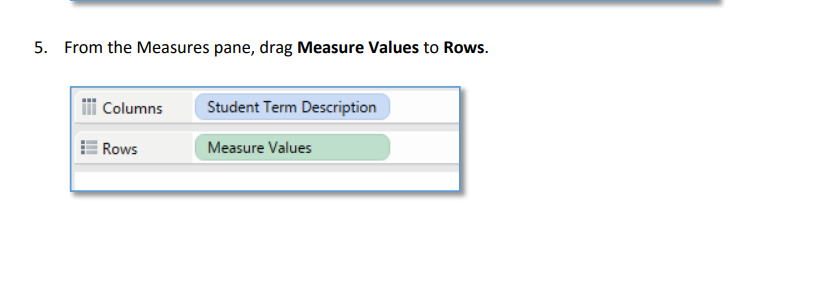 5. From the Measures pane, drag Measure Values to Rows.
Columns Student Term Description
Rows Measure Values